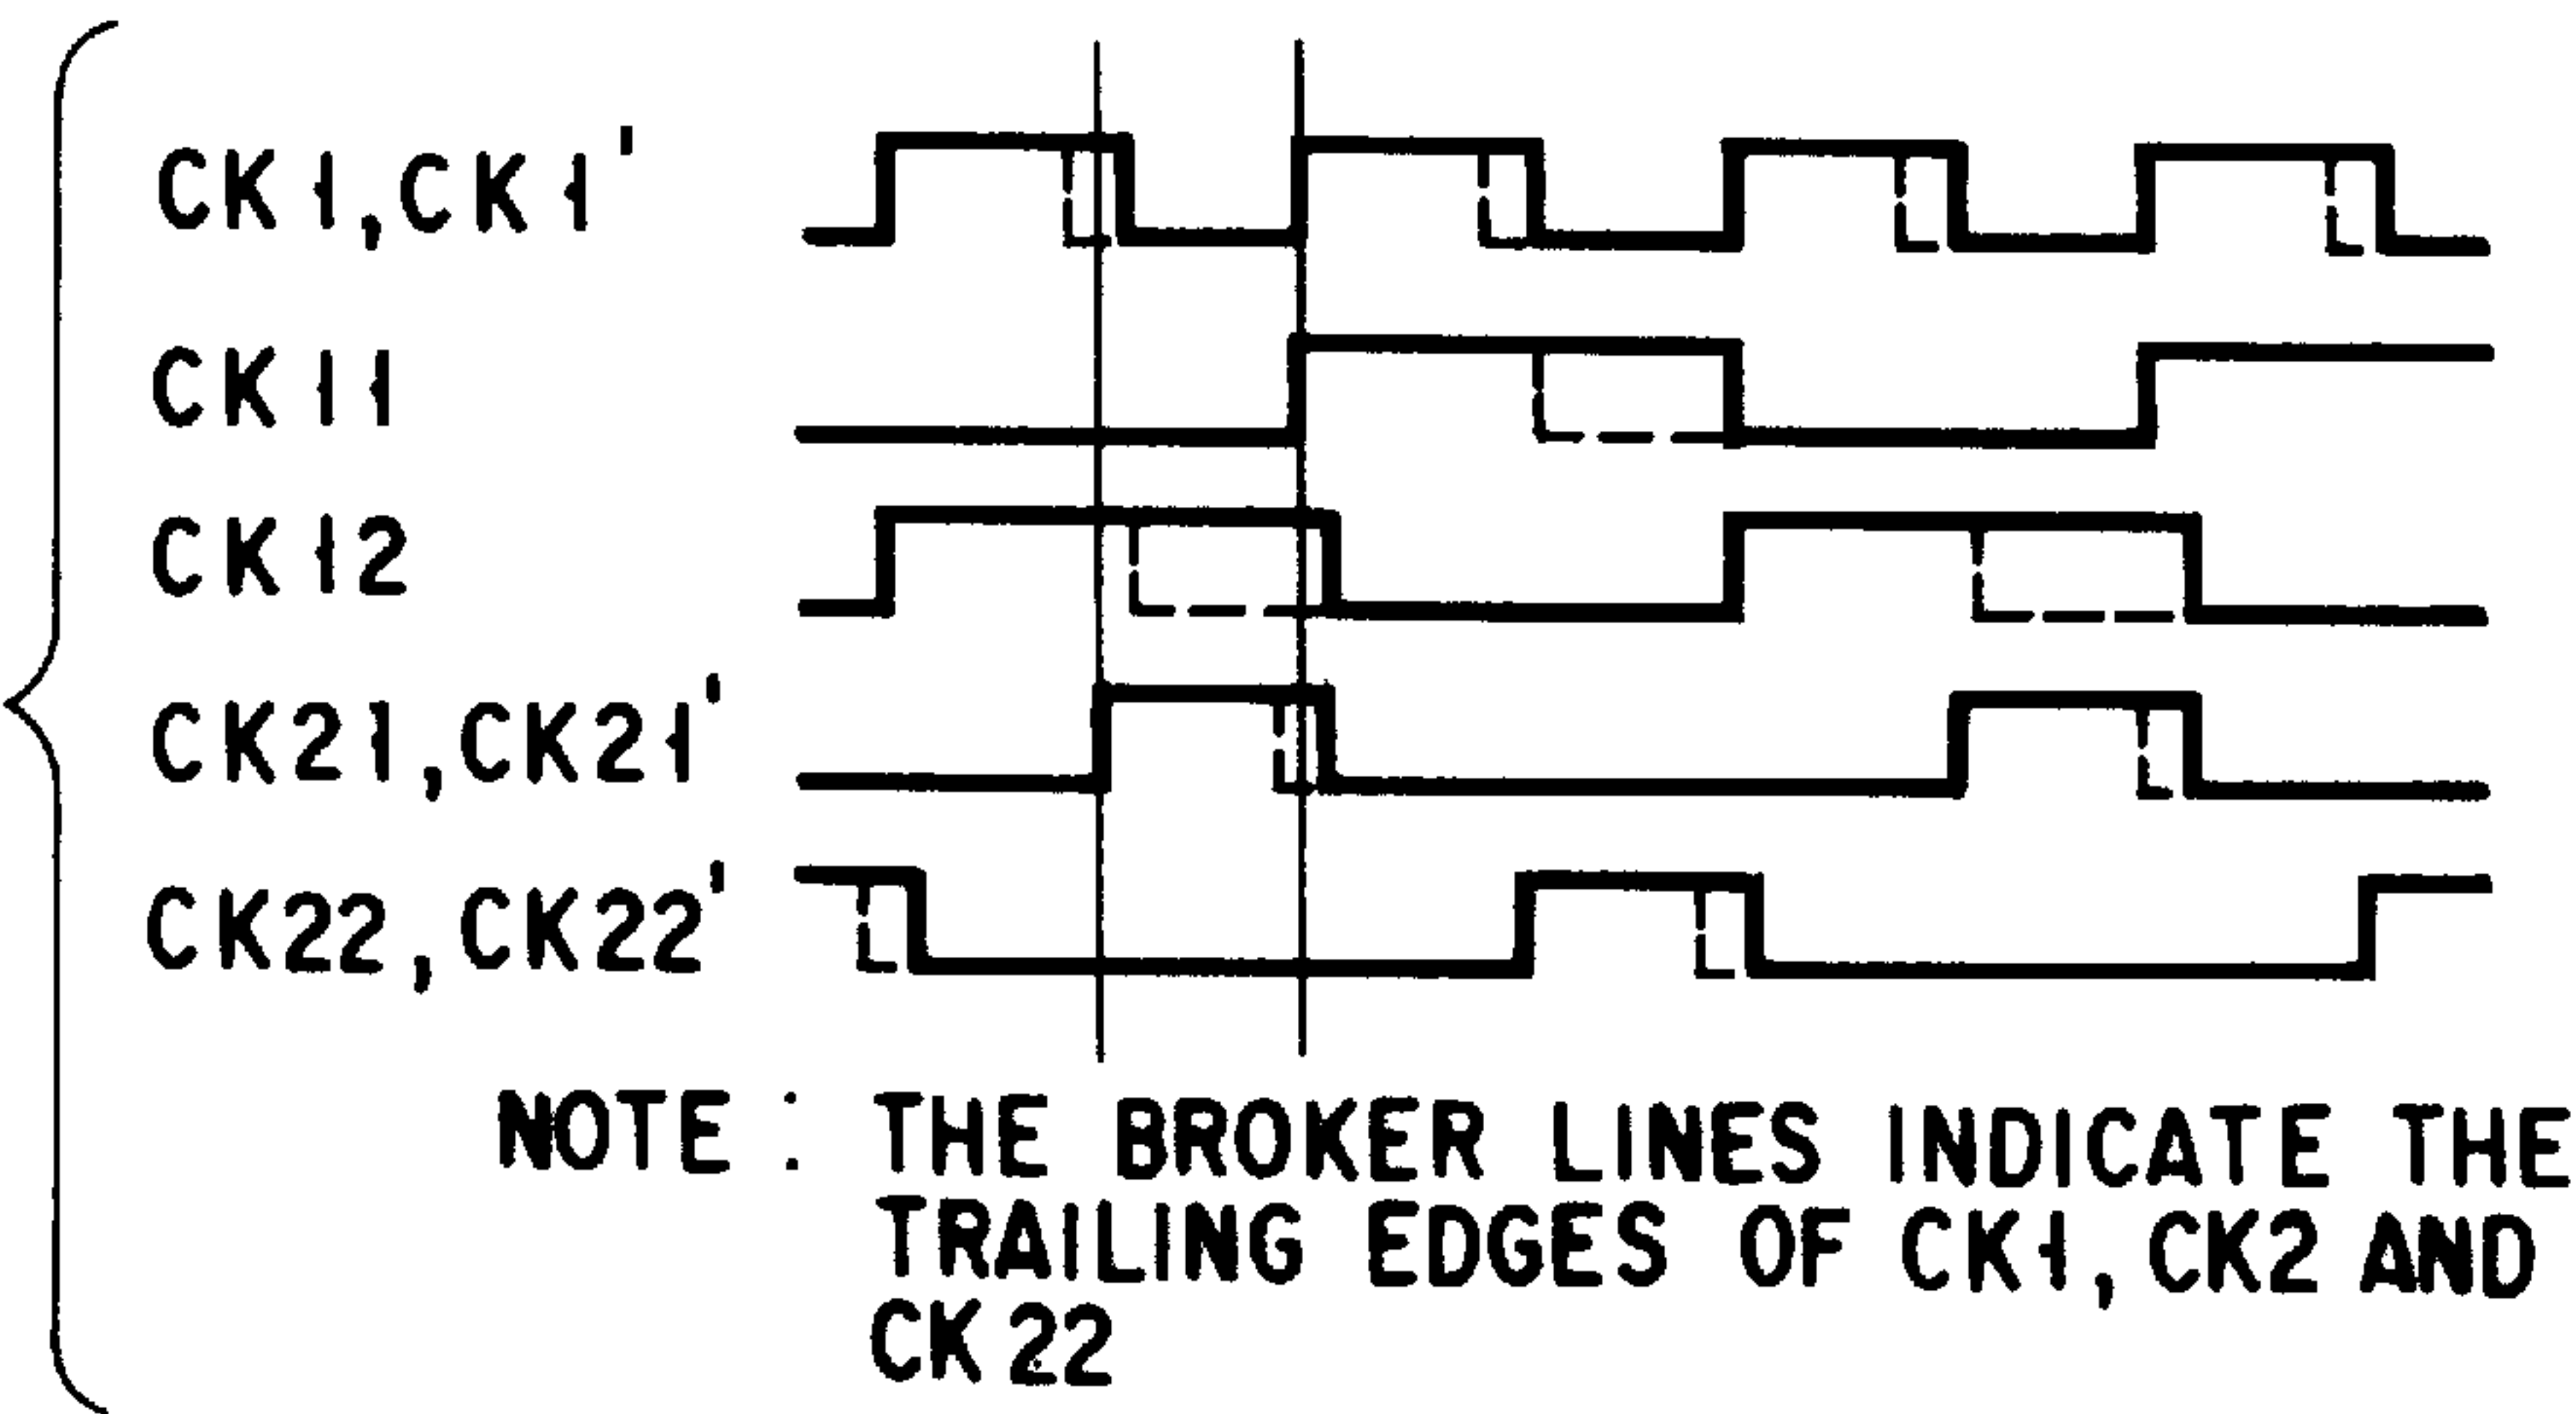 CK1,CK1'
CK11
CK12
CK21,CK21'
CK22,CK22'
NOTE : THE BROKER LINES INDICATE THE
TRAILING EDGES OF CK1, CK2 AND
CK22